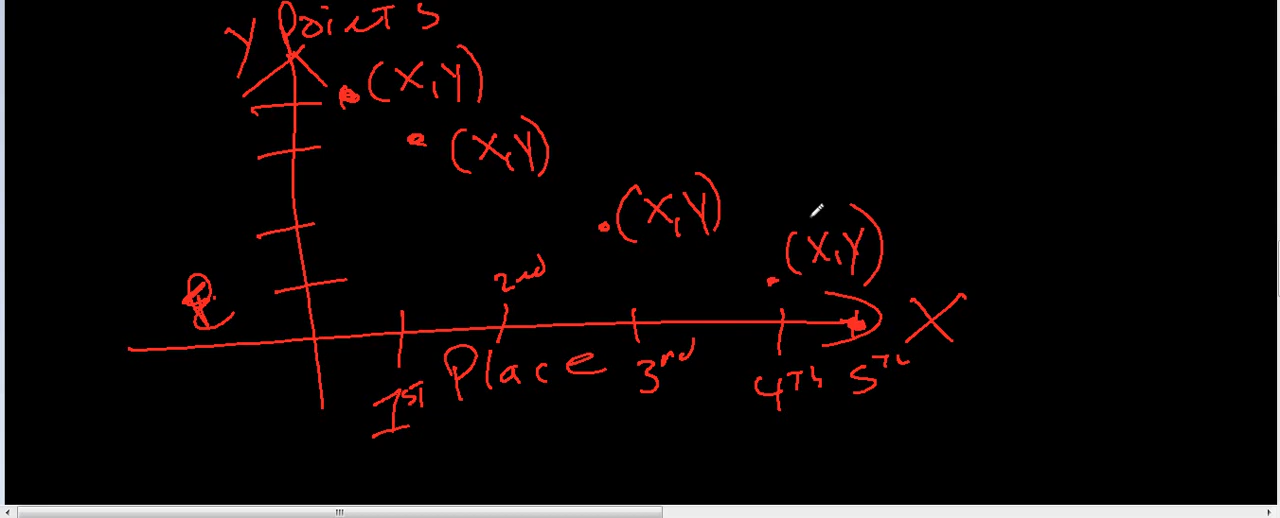 Y Points
(X,Y)
(X,Y)
(X,Y)
(X,Y)
2nd
X
1ST Place 3rd 4Th 5Th